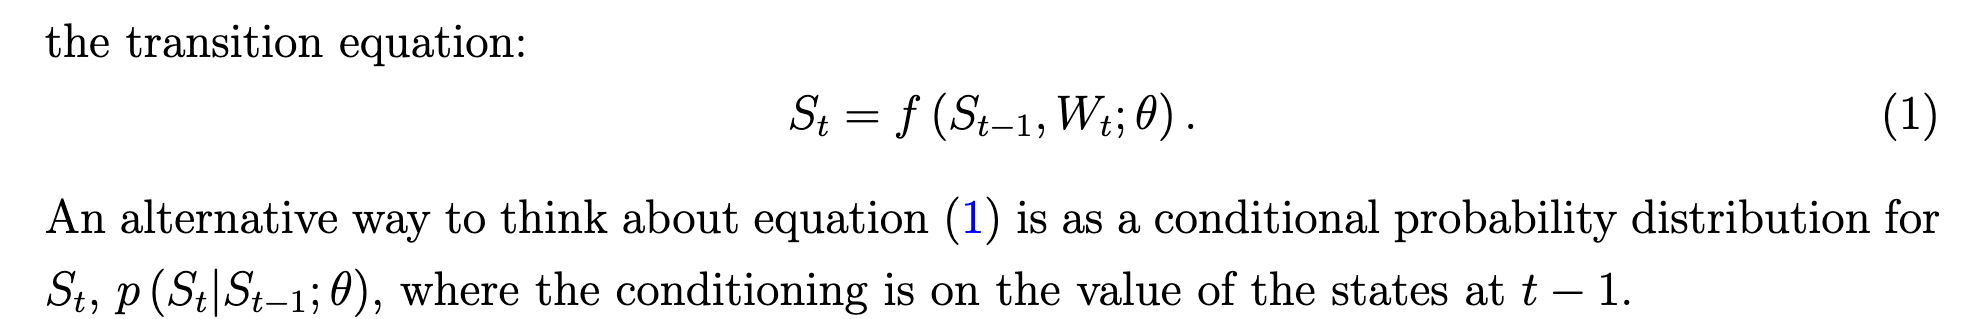 the transition equation:
S_t = f (S_{t−1}, W_t; θ) . (1)
An alternative way to think about equation (1) is as a conditional probability distribution for
S_t, p (S_t|S_{t−1}; θ), where the conditioning is on the value of the states at t − 1.